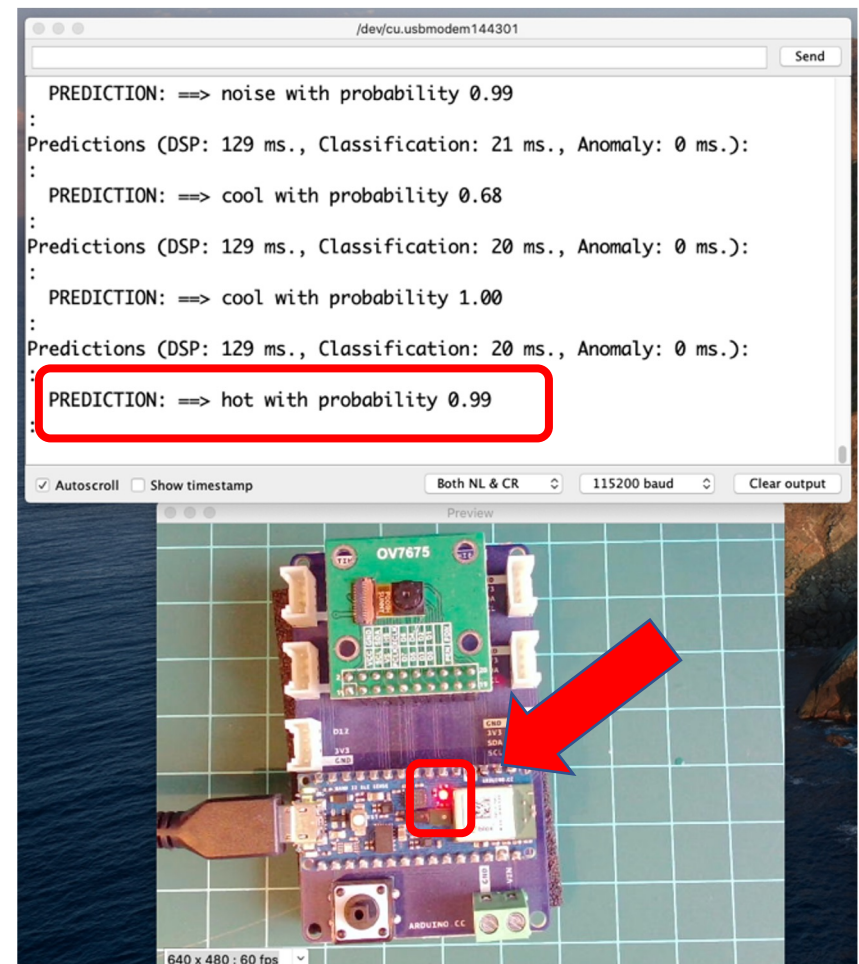 /dev/cu.usbmodem144301
Send
PREDICTION: ==> noise with probability 0.99
:
Predictions (DSP: 129 ms., Classification: 21 ms., Anomaly: 0 ms.):
:
PREDICTION: ==> cool with probability 0.68
:
Predictions (DSP: 129 ms., Classification: 20 ms., Anomaly: 0 ms.):
:
PREDICTION: ==> cool with probability 1.00
:
Predictions (DSP: 129 ms., Classification: 20 ms., Anomaly: 0 ms.):
:
PREDICTION: ==> hot with probability 0.99
:
Autoscroll Show timestamp Both NL & CR 115200 baud Clear output
Preview
OV7675
D12
3V3
GND
GND
3V3
SDA
SCL
GND
VIN
ARDUINO.CC
640 x 480 : 60 fps